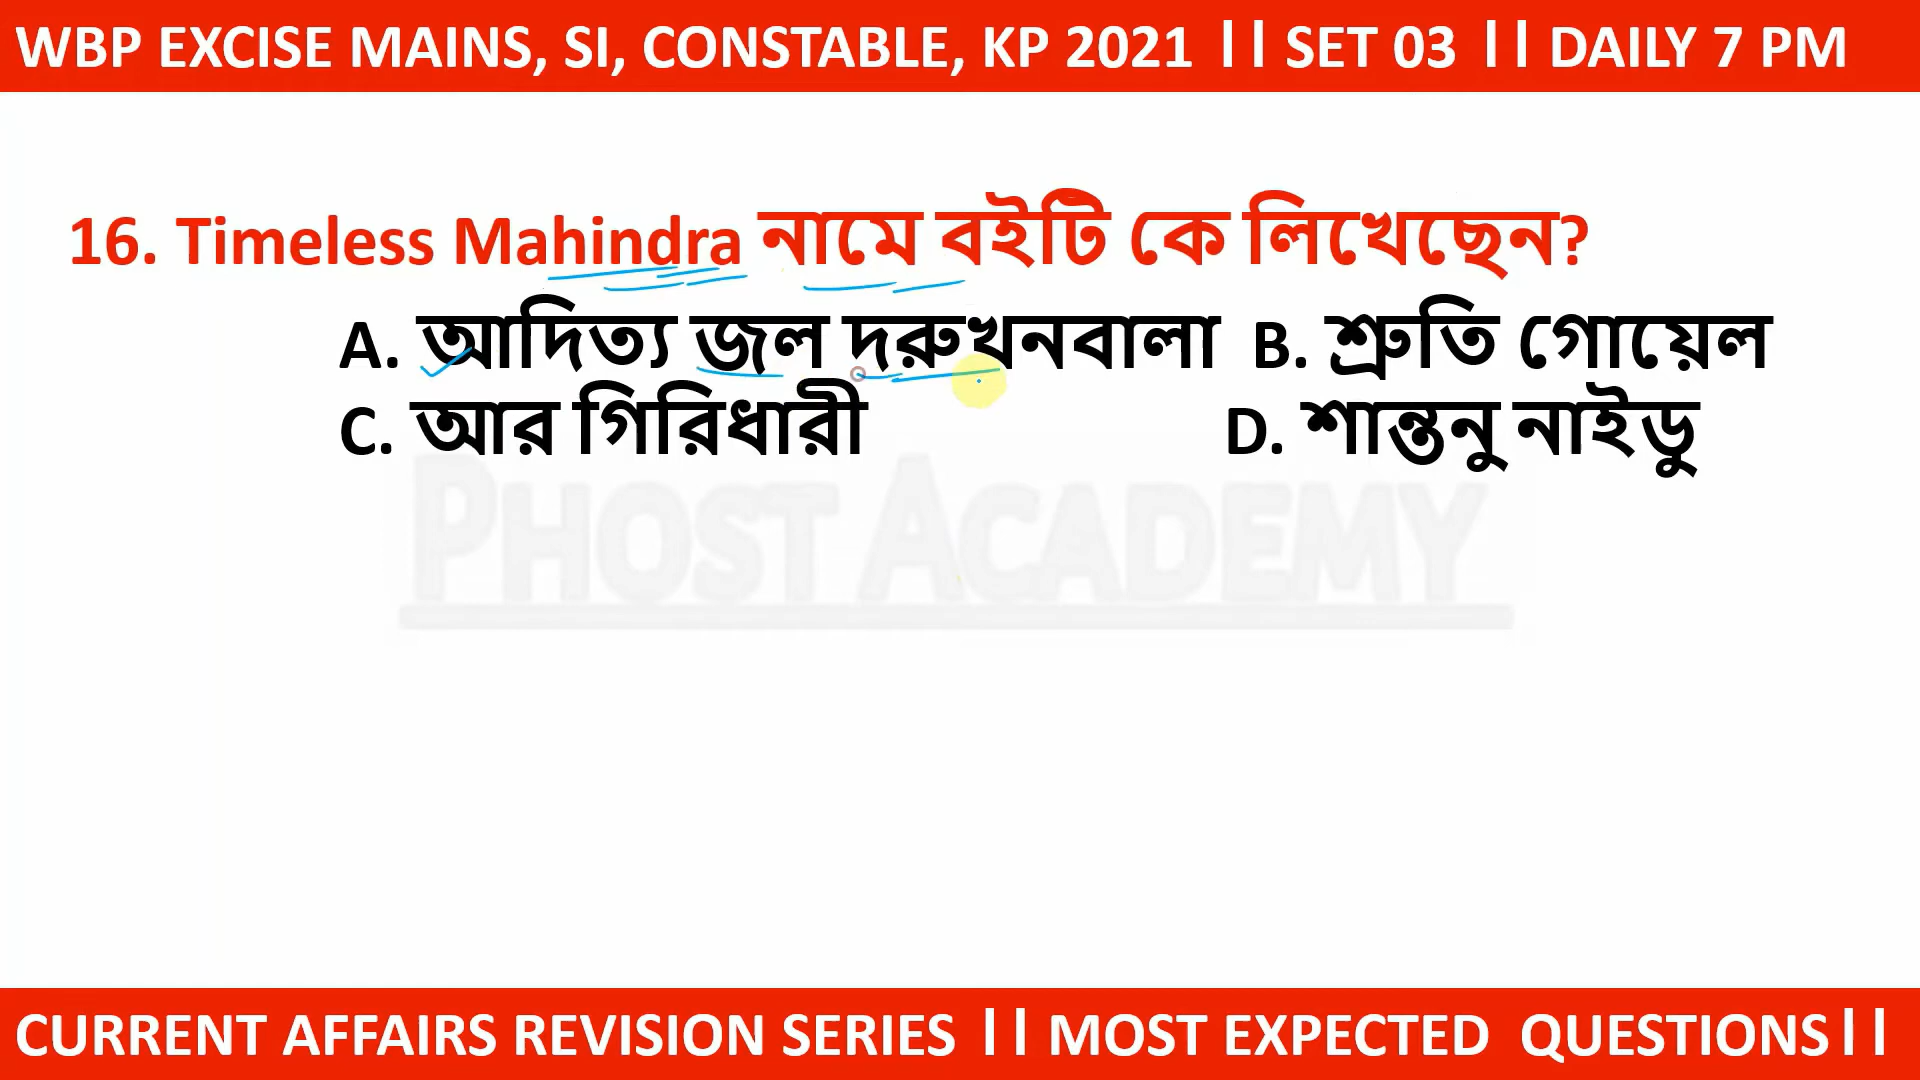 WBP EXCISE MAINS, SI, CONSTABLE, KP 2021 ।। SET 03 ।। DAILY 7 PM
16. Timeless Mahindra নামে বইটি কে লিখেছেন?
A. আদিত্য জল দরুখনবালা B. শ্রুতি গোয়েল
C. আর গিরিধারী D. শান্তনু নাইডু
PHOST ACADEMY
CURRENT AFFAIRS REVISION SERIES ।। MOST EXPECTED QUESTIONS।।